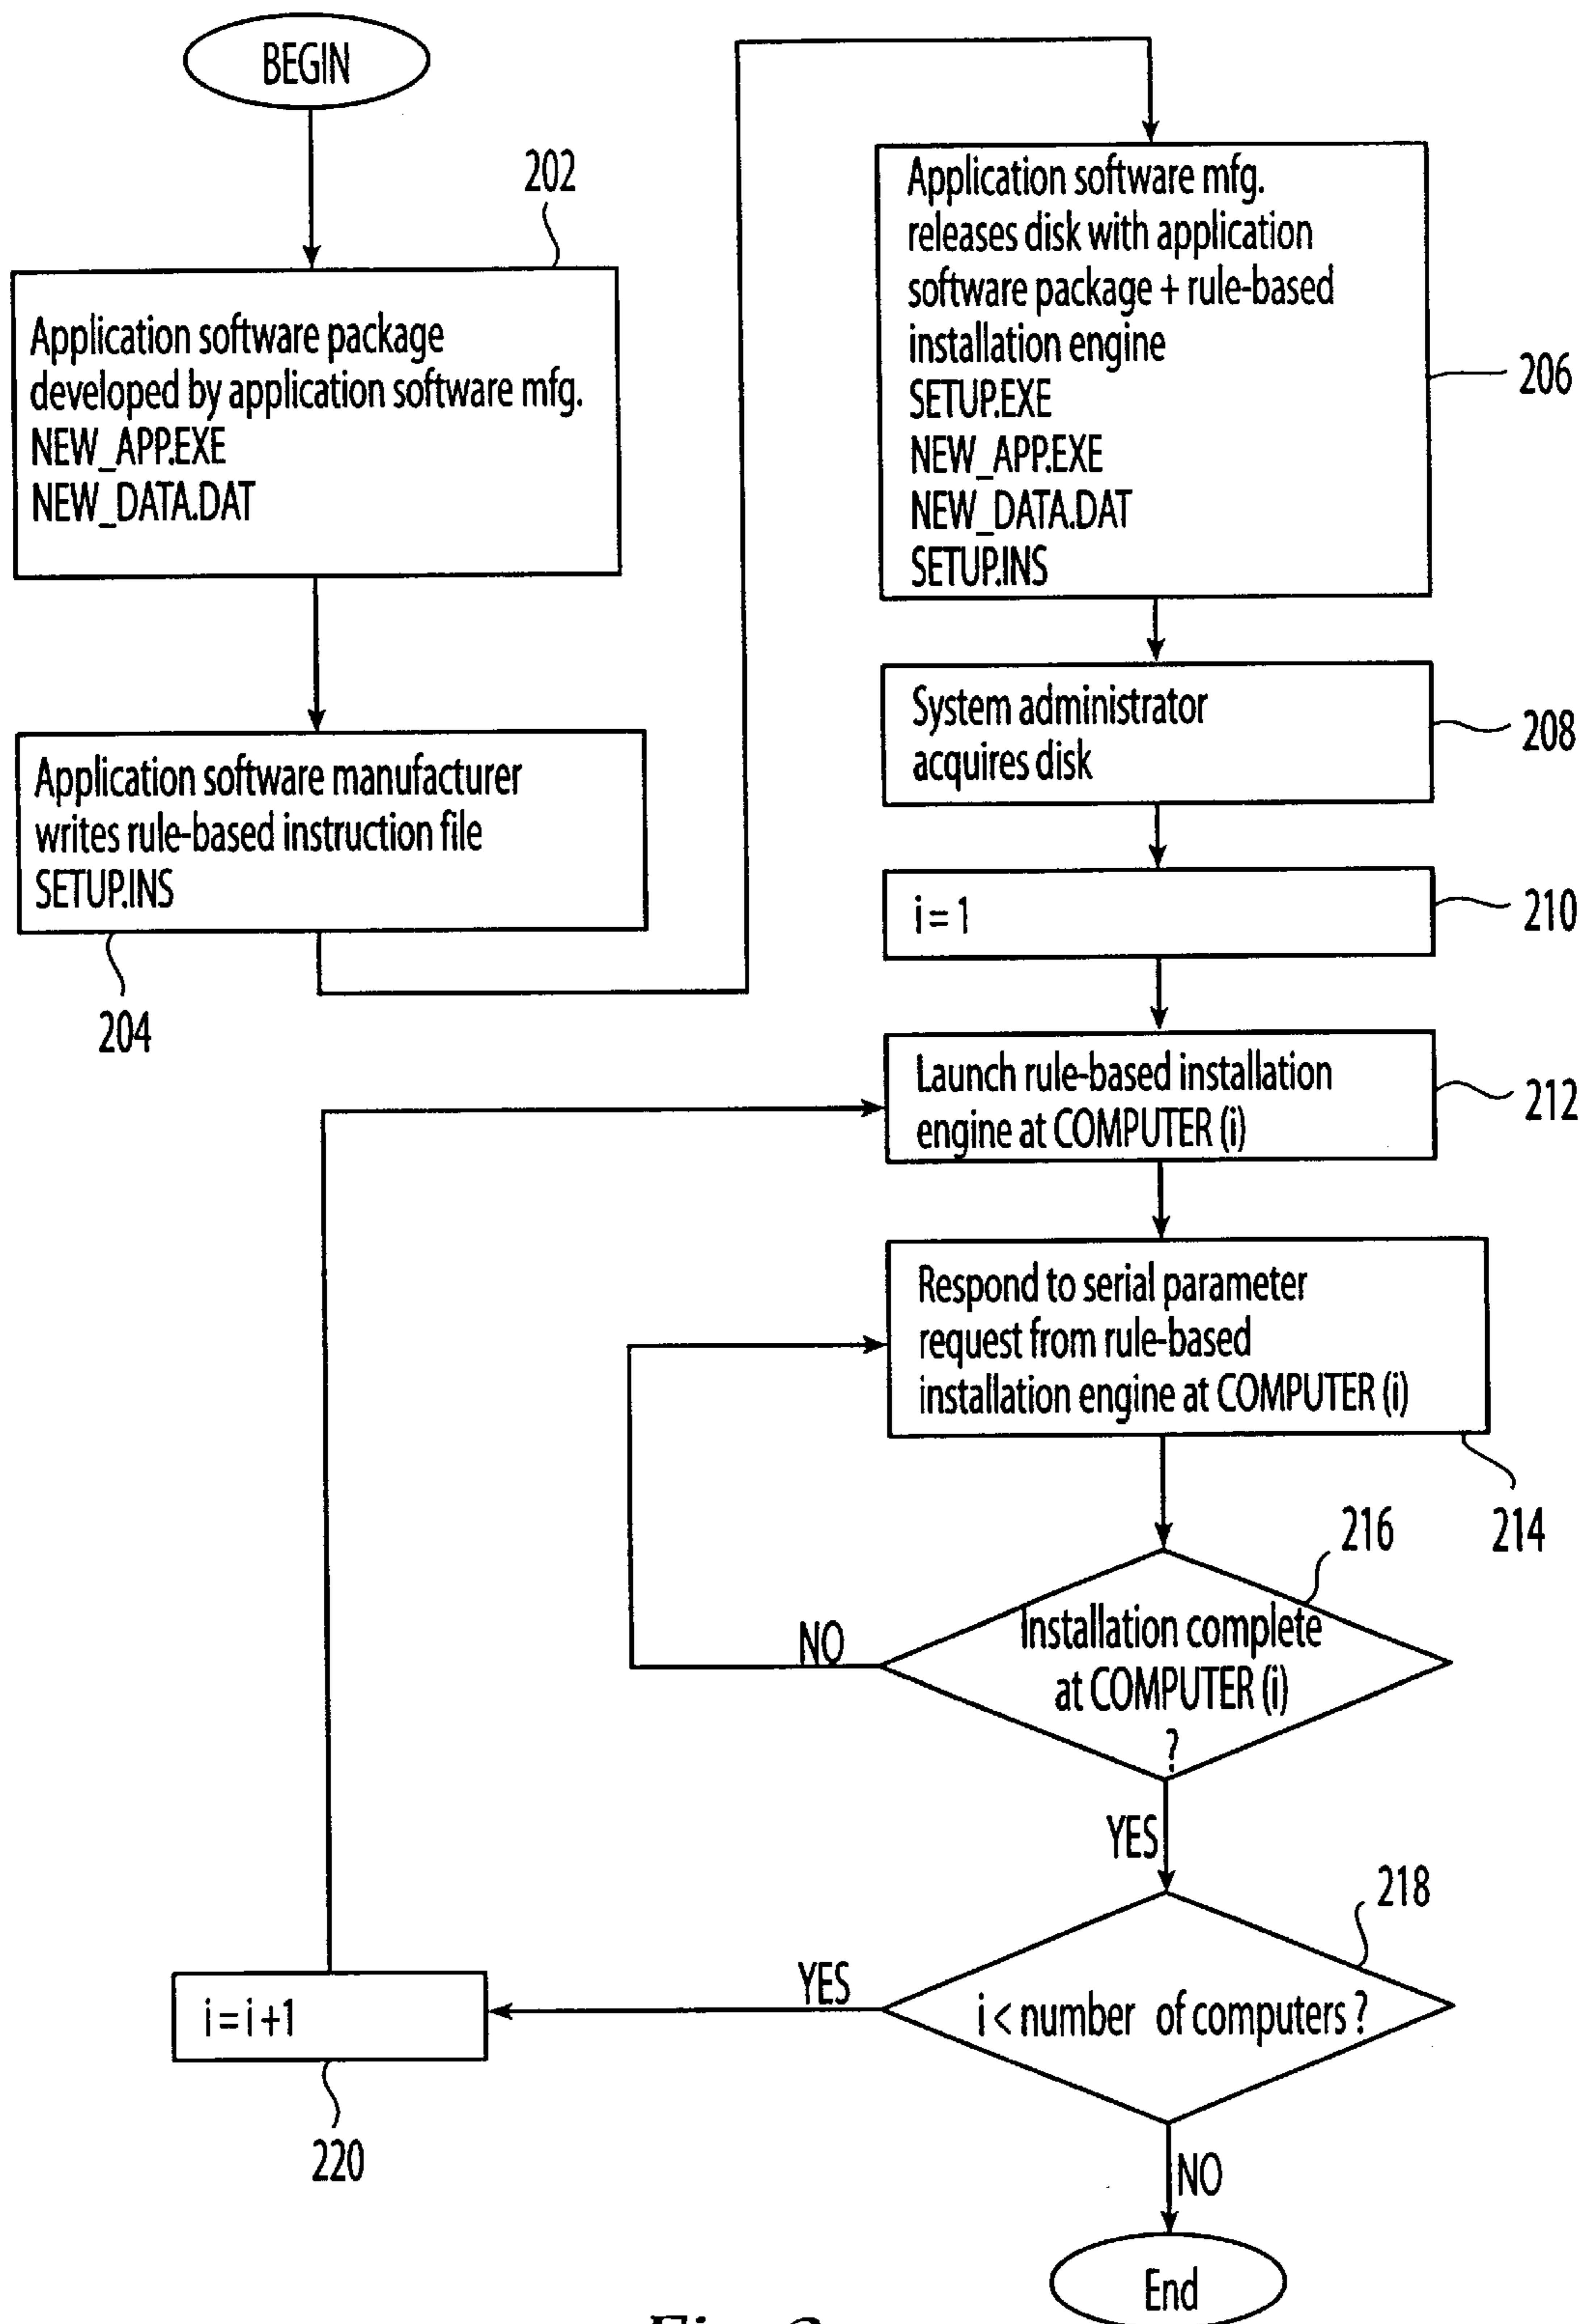 BEGIN
202
Application software package
developed by application software mfg.
NEW_APP.EXE
NEW_DATA.DAT
Application software manufacturer
writes rule-based instruction file
SETUP.INS
204
Application software mfg.
releases disk with application
software package + rule-based
installation engine
SETUP.EXE
NEW_APP.EXE
NEW_DATA.DAT
SETUP.INS
206
System administrator
acquires disk
208
i = 1
210
Launch rule-based installation
engine at COMPUTER (i)
212
Respond to serial parameter
request from rule-based
installation engine at COMPUTER (i)
214
216
Installation complete
at COMPUTER (i)
?
NO
YES
218
i < number of computers ?
YES
i = i +1
220
NO
End